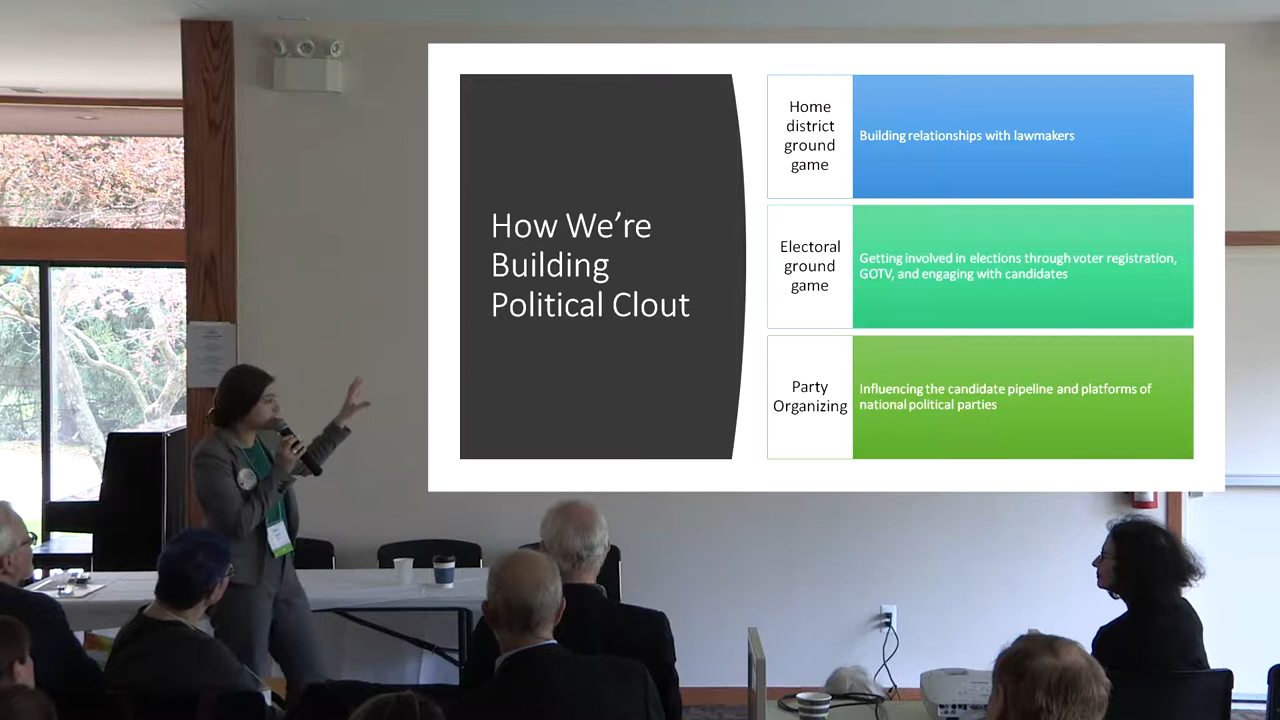 How We're
Building
Political Clout
Home
district
ground
game
Building relationships with lawmakers
Electoral
ground
game
Getting involved in elections through voter registration,
GOTV, and engaging with candidates
Party
Organizing
Influencing the candidate pipeline and platforms of
national political parties